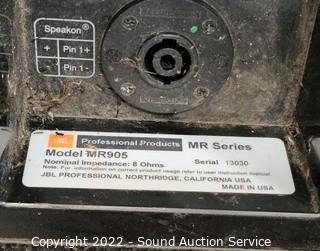 Speakon®
+ Pin 1+
- Pin 1-
JBL Professional Products MR Series
Model MR905
Nominal Impedance: 8 Ohms Serial 13030
Note: For information on correct product usage refer to user instruction manual
JBL PROFESSIONAL NORTHRIDGE, CALIFORNIA USA
MADE IN USA
Copyright 2022 - Sound Auction Service